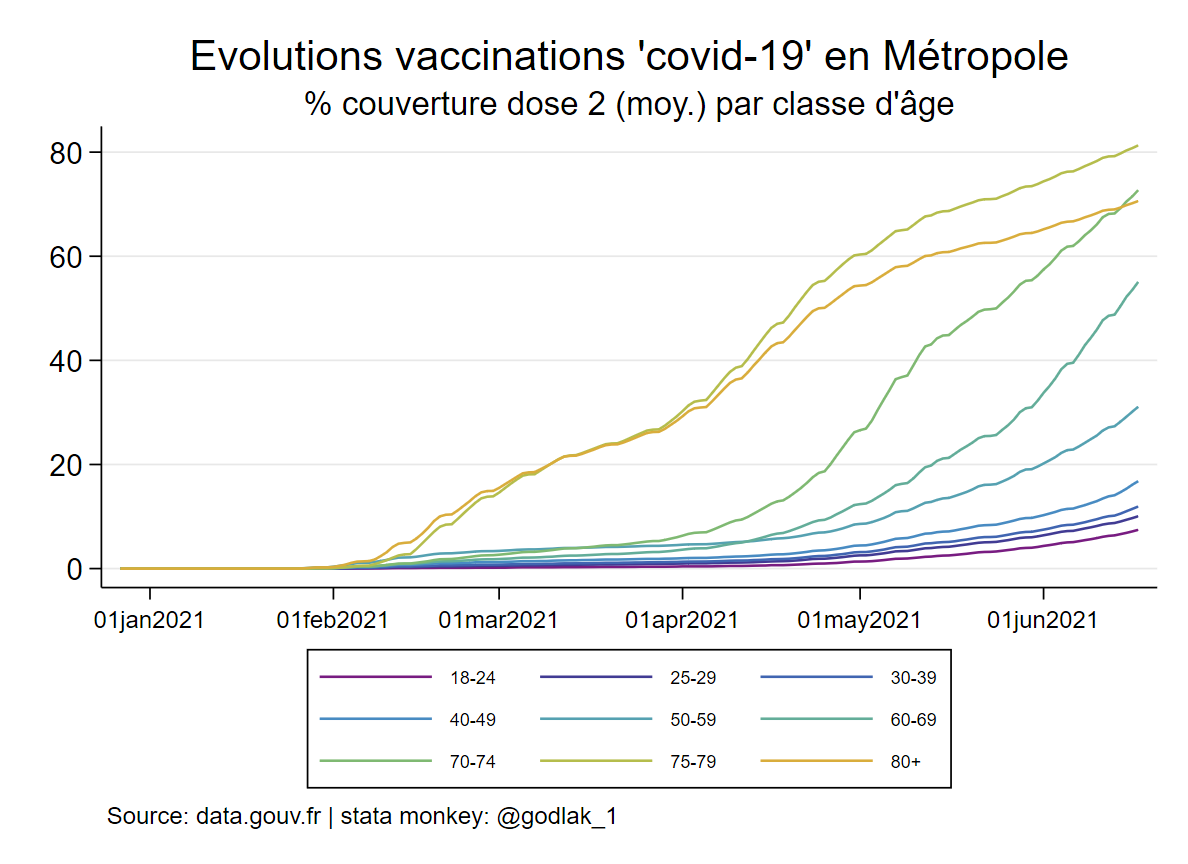 Evolutions vaccinations 'covid-19' en Métropole
% couverture dose 2 (moy.) par classe d'âge
80
60
40
20
0
01jan2021 01feb2021 01mar2021 01apr2021 01may2021 01jun2021
18-24 25-29 30-39
40-49 50-59 60-69
70-74 75-79 80+
Source: data.gouv.fr | stata monkey: @godlak_1